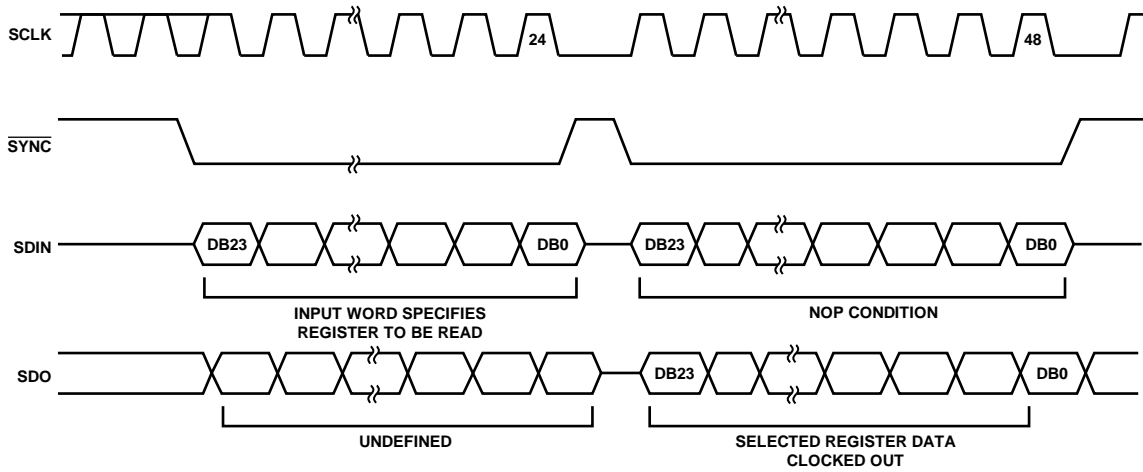 SCLK
24
48
SYNC
SDIN
DB23
DB0
DB23
DB0
INPUT WORD SPECIFIES
REGISTER TO BE READ
NOP CONDITION
SDO
DB23
DB0
UNDEFINED
SELECTED REGISTER DATA
CLOCKED OUT